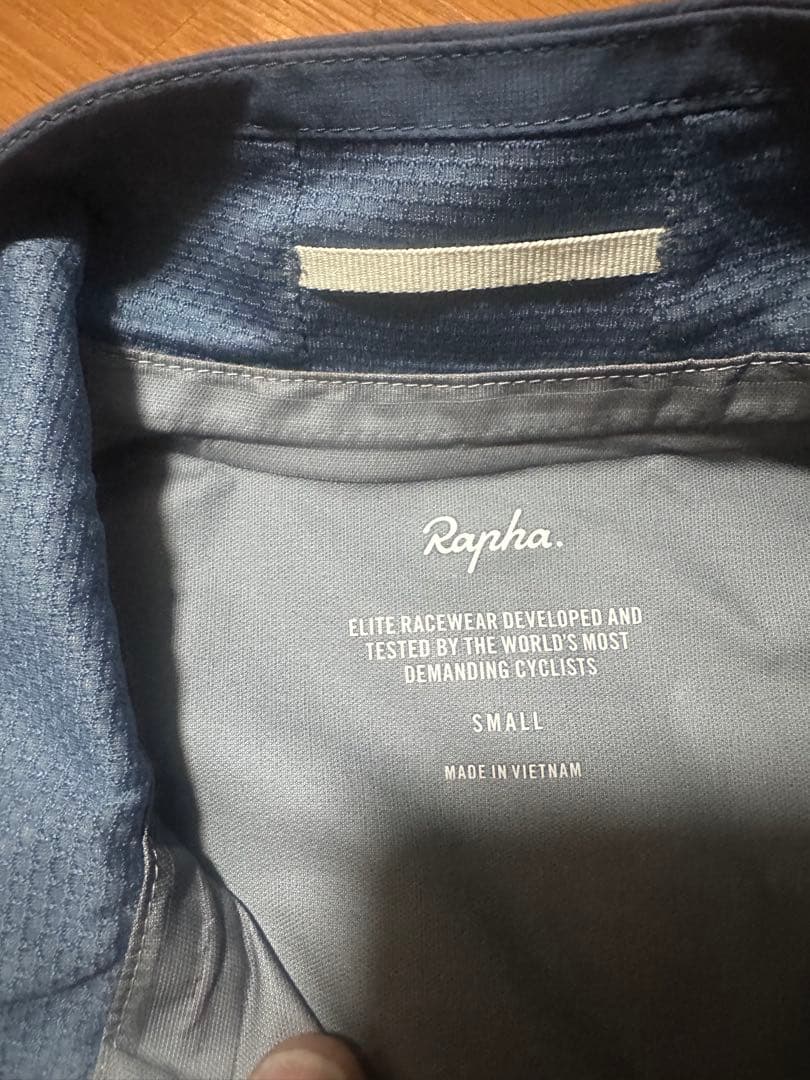 Rapha.
ELITE RACEWEAR DEVELOPED AND
TESTED BY THE WORLD'S MOST
DEMANDING CYCLISTS
SMALL
MADE IN VIETNAM